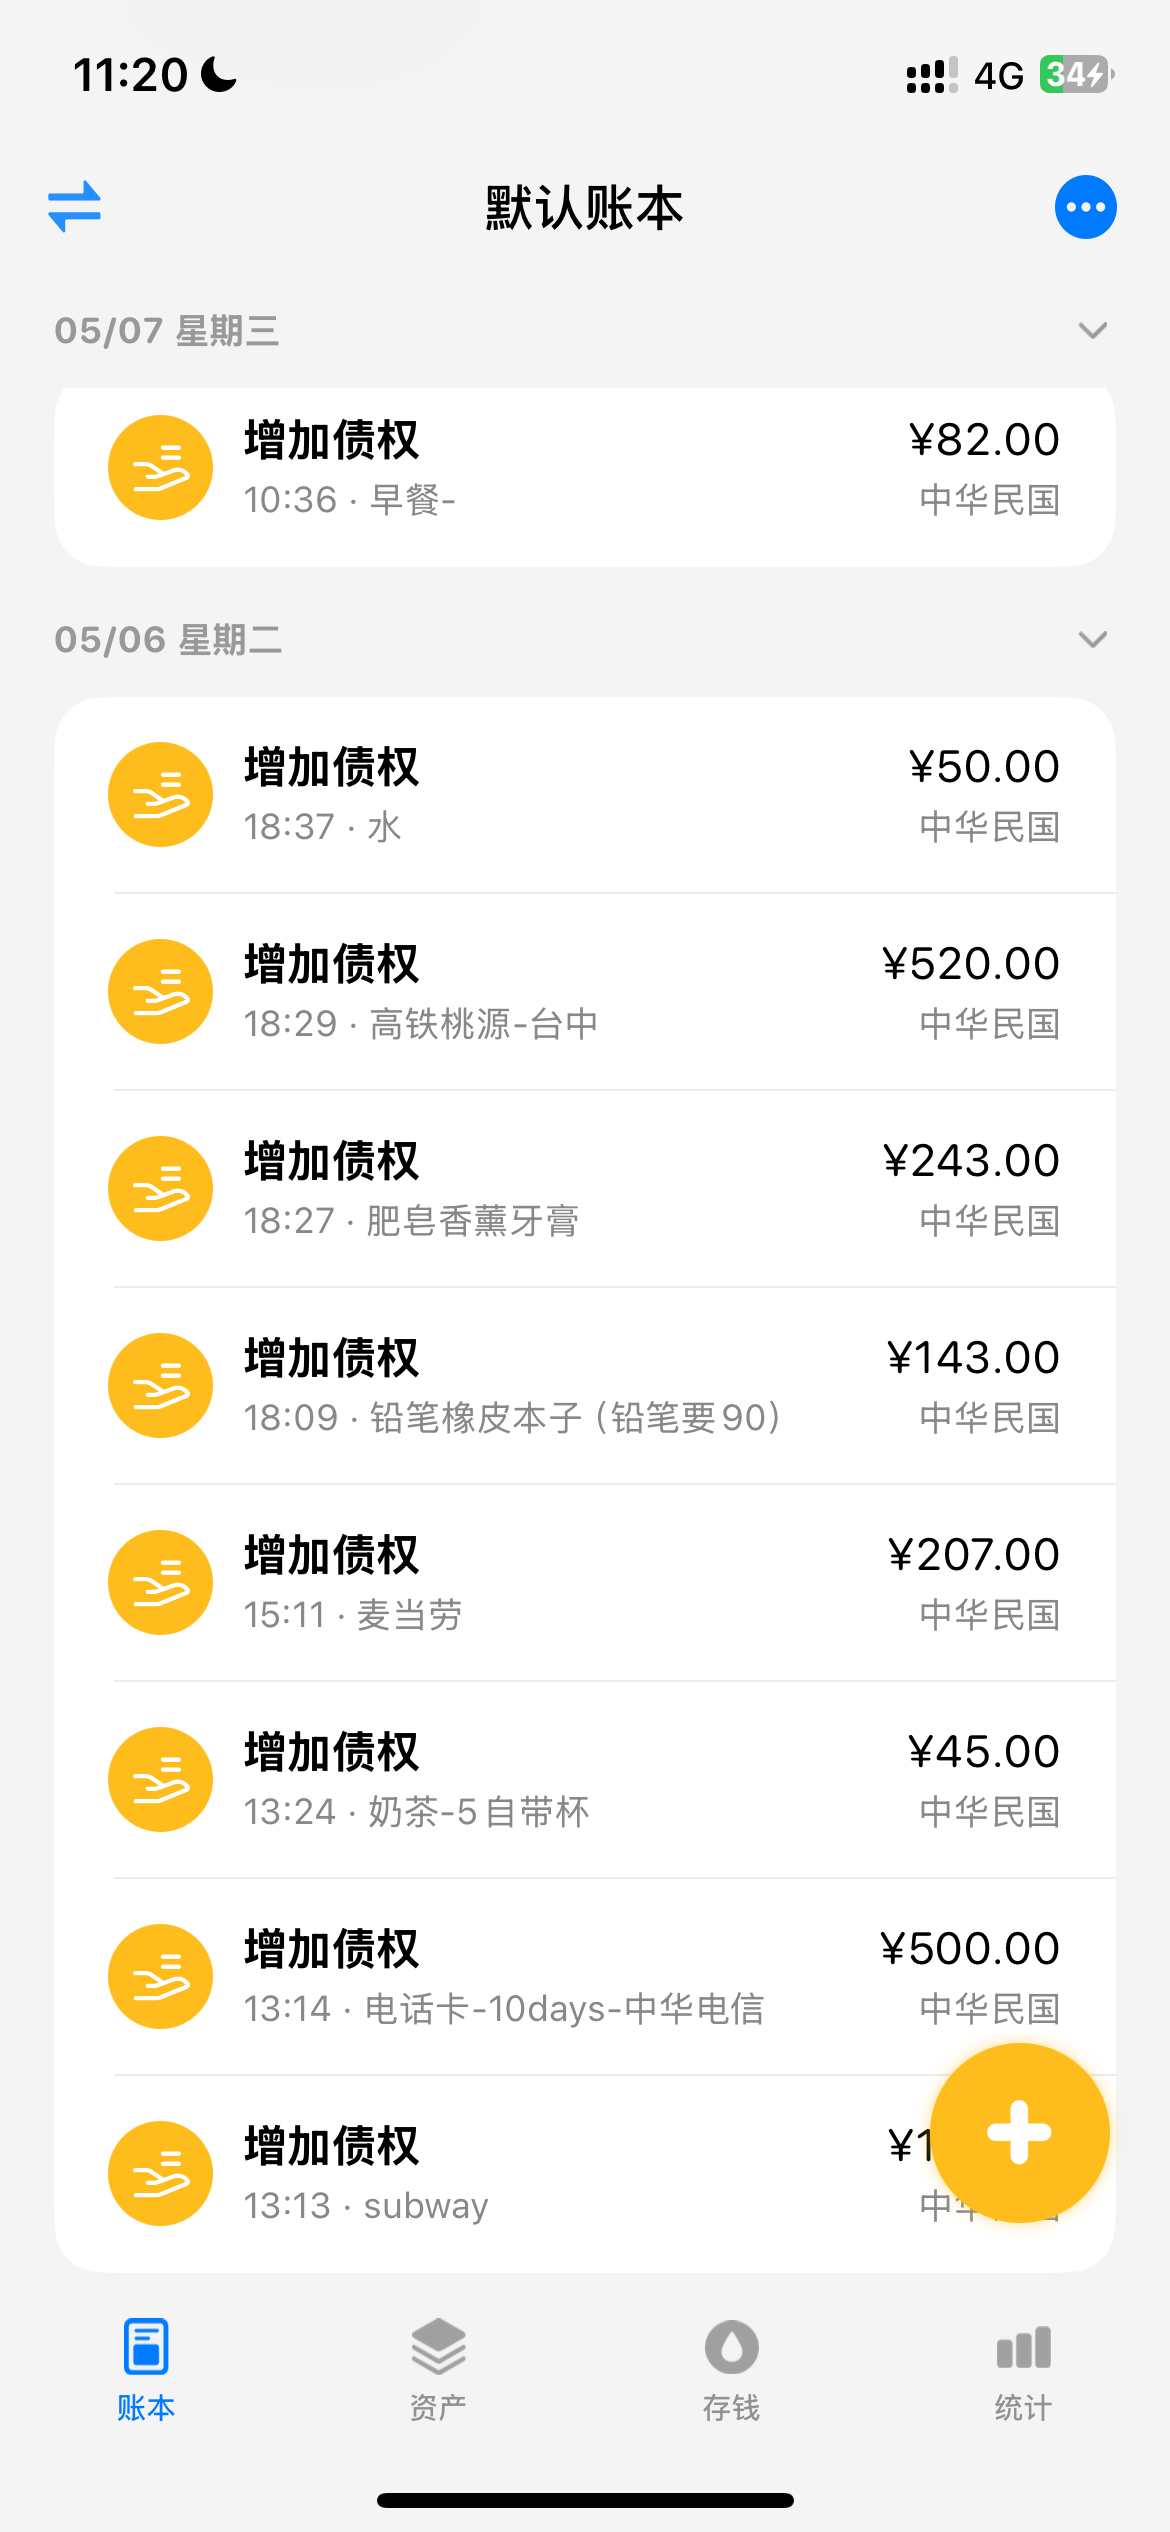 11:20
4G
34
默认账本
05/07 星期三
增加债权
¥82.00
10:36 · 早餐-
中华民国
05/06 星期二
增加债权
¥50.00
18:37 · 水
中华民国
增加债权
¥520.00
18:29 · 高铁桃源-台中
中华民国
增加债权
¥243.00
18:27 · 肥皂香薰牙膏
中华民国
增加债权
¥143.00
18:09 · 铅笔橡皮本子（铅笔要90）
中华民国
增加债权
¥207.00
15:11 · 麦当劳
中华民国
增加债权
¥45.00
13:24 · 奶茶-5自带杯
中华民国
增加债权
¥500.00
13:14 · 电话卡-10days-中华电信
中华民国
增加债权
¥1
13:13 · subway
中
账本
资产
存钱
统计